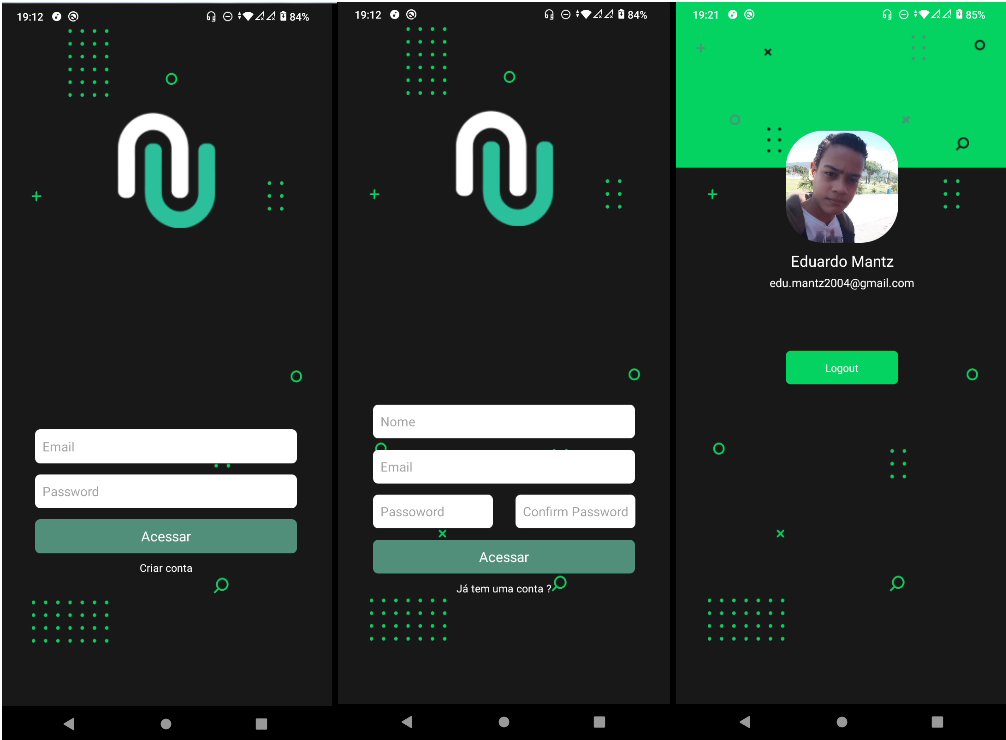 19:12
84%
Email
Password
Acessar
Criar conta
19:12
84%
Nome
Email
Passoword
Confirm Password
Acessar
Já tem uma conta ?
19:21
85%
Eduardo Mantz
edu.mantz2004@gmail.com
Logout